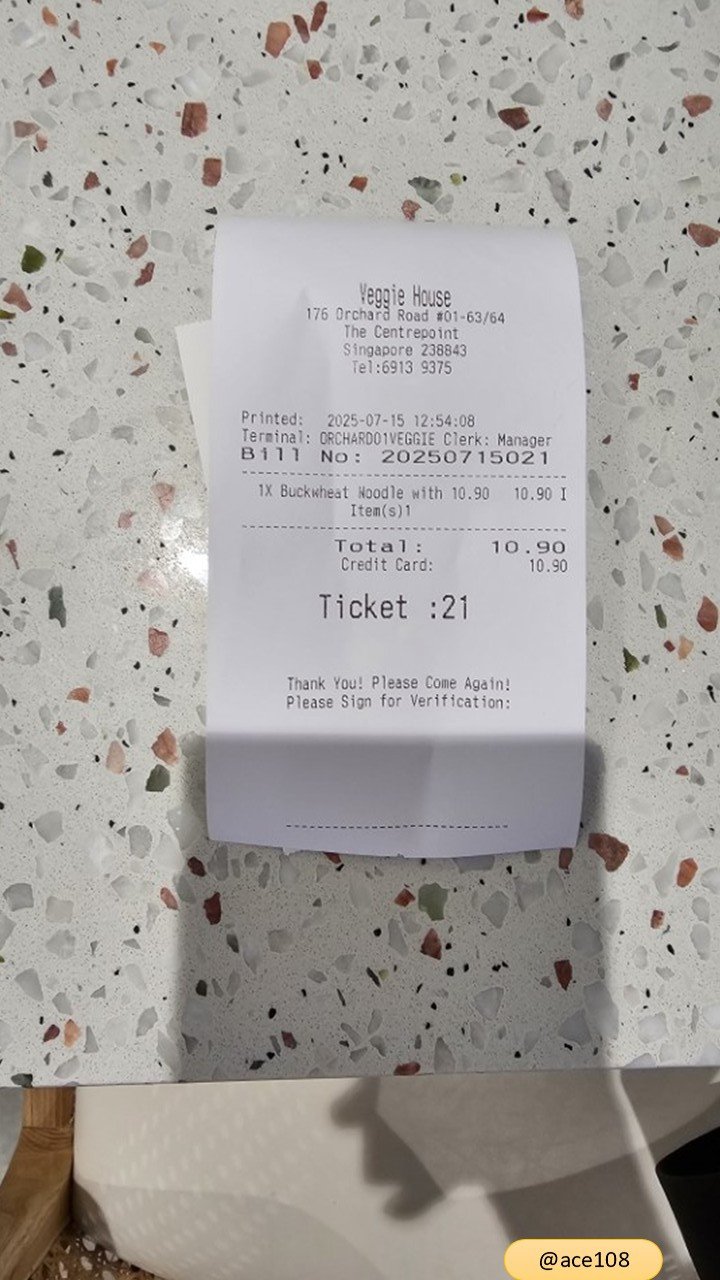 Veggie House
176 Orchard Road #01-63/64
The Centrepoint
Singapore 238843
Tel:6913 9375
Printed: 2025-07-15 12:54:08
Terminal: ORCHARD01VEGGIE Clerk: Manager
Bill No: 20250715021
1X Buckwheat Noodle with 10.90 10.90 I
Item(s)1
Total: 10.90
Credit Card: 10.90
Ticket :21
Thank You! Please Come Again!
Please Sign for Verification:
@ace108